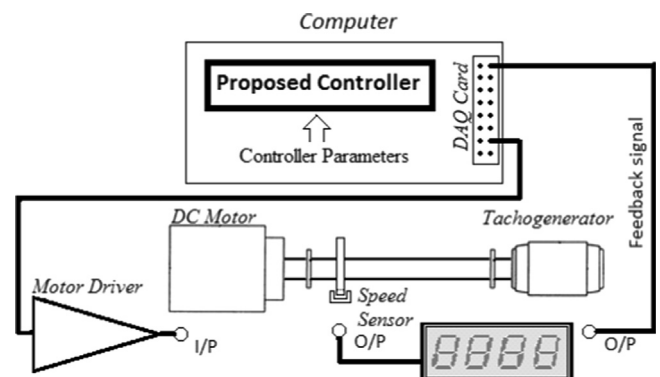 Computer
Proposed Controller
DAQ Card
Controller Parameters
Feedback signal
DC Motor
Tachogenerator
Motor Driver
Speed
Sensor
I/P
O/P
8888
O/P